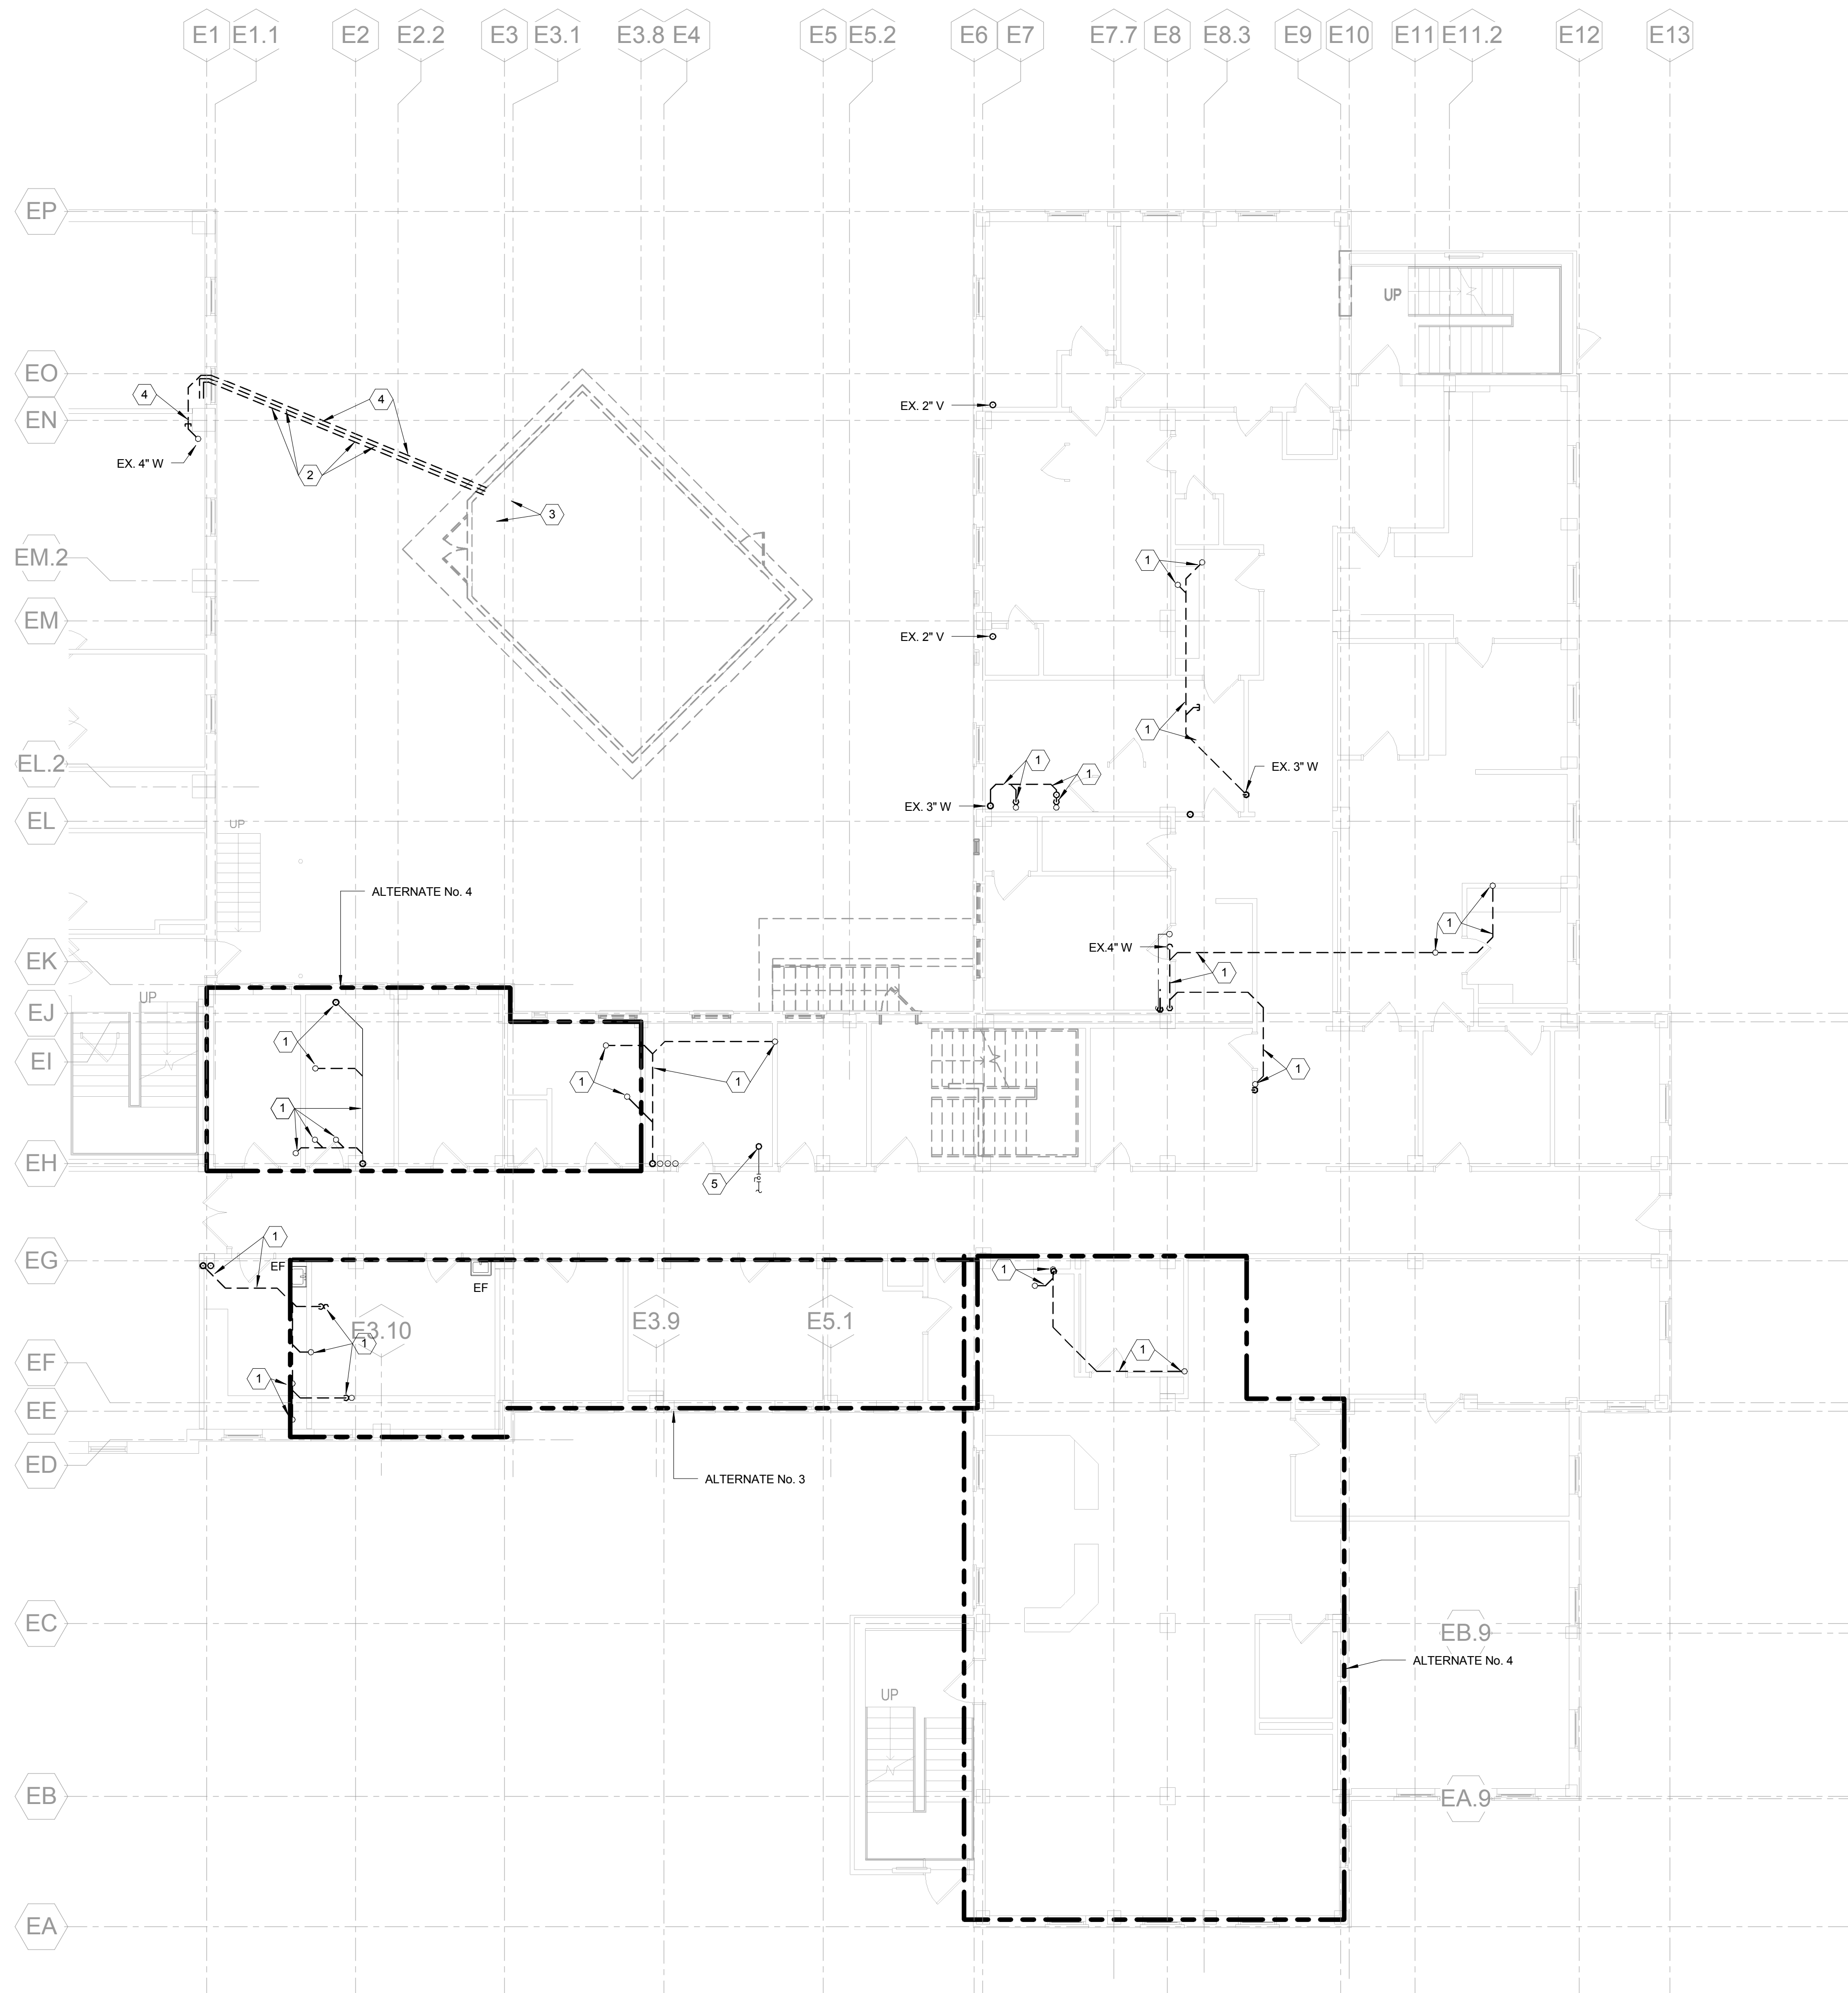 E1 E1.1 E2 E2.2 E3 E3.1 E3.8 E4 E5 E5.2 E6 E7 E7.7 E8 E8.3 E9 E10 E11 E11.2 E12 E13
EP
UP
EO
4
4
EX. 2" V
EN
EX. 4" W
2
3
EM.2
1
EM
EX. 2" V
1
EL.2
1
1
EX. 3" W
EX. 3" W
EL
UP
ALTERNATE No. 4
1
EX.4" W
EK
1
UP
EJ
1
EI
1
1
1
1
EH
5
1
EG
EF
EF
1
E3.10
E3.9
E5.1
1
1
EF
1
EE
ED
ALTERNATE No. 3
EC
EB.9
ALTERNATE No. 4
UP
EB
EA.9
EA